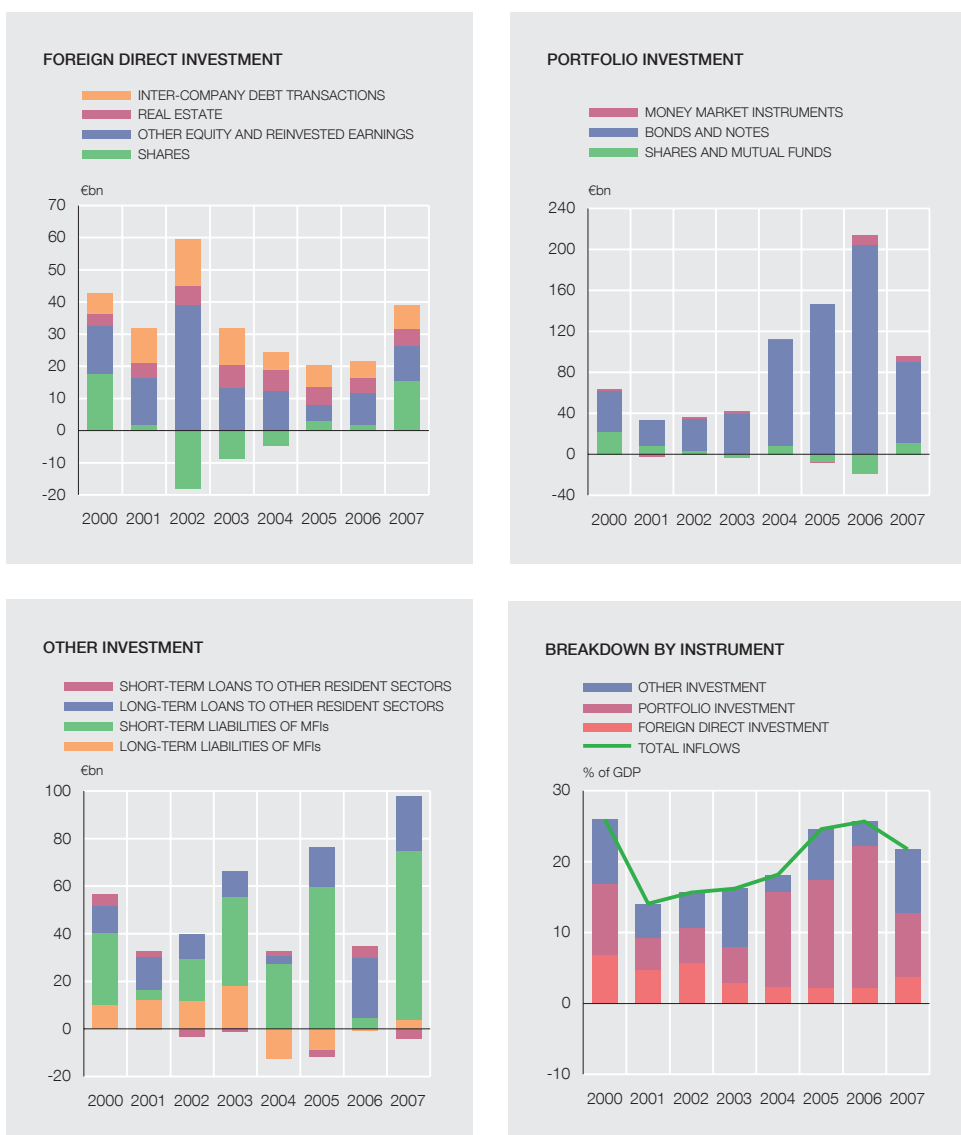 FOREIGN DIRECT INVESTMENT
INTER-COMPANY DEBT TRANSACTIONS
REAL ESTATE
OTHER EQUITY AND REINVESTED EARNINGS
SHARES
€bn
70
60
50
40
30
20
10
0
-10
-20
2000 2001 2002 2003 2004 2005 2006 2007
PORTFOLIO INVESTMENT
MONEY MARKET INSTRUMENTS
BONDS AND NOTES
SHARES AND MUTUAL FUNDS
€bn
240
200
160
120
80
40
0
-40
2000 2001 2002 2003 2004 2005 2006 2007
OTHER INVESTMENT
SHORT-TERM LOANS TO OTHER RESIDENT SECTORS
LONG-TERM LOANS TO OTHER RESIDENT SECTORS
SHORT-TERM LIABILITIES OF MFIs
LONG-TERM LIABILITIES OF MFIs
€bn
100
80
60
40
20
0
-20
2000 2001 2002 2003 2004 2005 2006 2007
BREAKDOWN BY INSTRUMENT
OTHER INVESTMENT
PORTFOLIO INVESTMENT
FOREIGN DIRECT INVESTMENT
TOTAL INFLOWS
% of GDP
30
20
10
0
-10
2000 2001 2002 2003 2004 2005 2006 2007